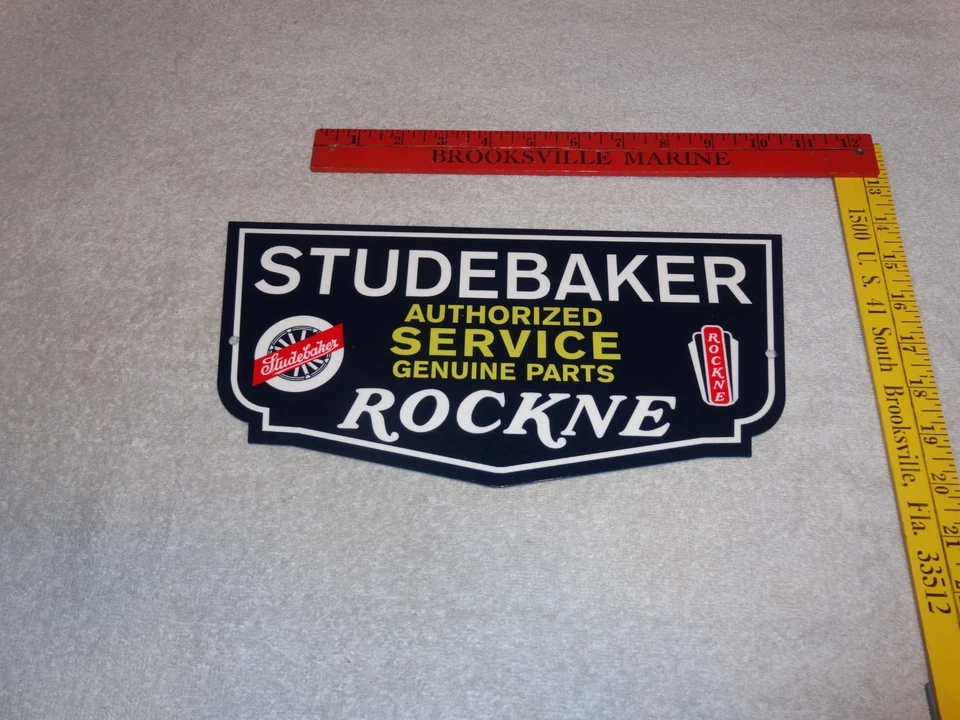 1 2 3 4 5 6 7 8 9 10 11 12
BROOKSVILLE MARINE
13 14 15 16 17 18 19 20 21
1500 U. S. 41 South Brooksville, Fla. 33512
STUDEBAKER
AUTHORIZED
SERVICE
GENUINE PARTS
ROCKNE
Studebaker
ROCKNE